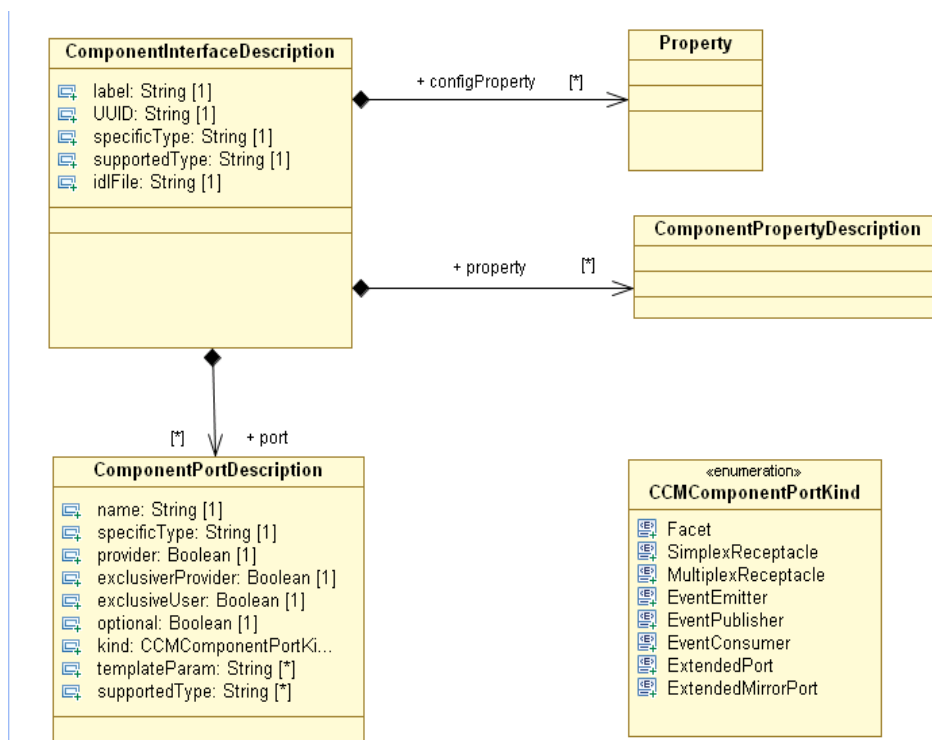 ComponentInterfaceDescription
label: String [1]
UUID: String [1]
specificType: String [1]
supportedType: String [1]
idlFile: String [1]
+ configProperty [*]
Property
+ property [*]
ComponentPropertyDescription
[*] + port
ComponentPortDescription
name: String [1]
specificType: String [1]
provider: Boolean [1]
exclusiverProvider: Boolean [1]
exclusiveUser: Boolean [1]
optional: Boolean [1]
kind: CCMComponentPortKi...
templateParam: String [*]
supportedType: String [*]
«enumeration»
CCMComponentPortKind
Facet
SimplexReceptacle
MultiplexReceptacle
EventEmitter
EventPublisher
EventConsumer
ExtendedPort
ExtendedMirrorPort